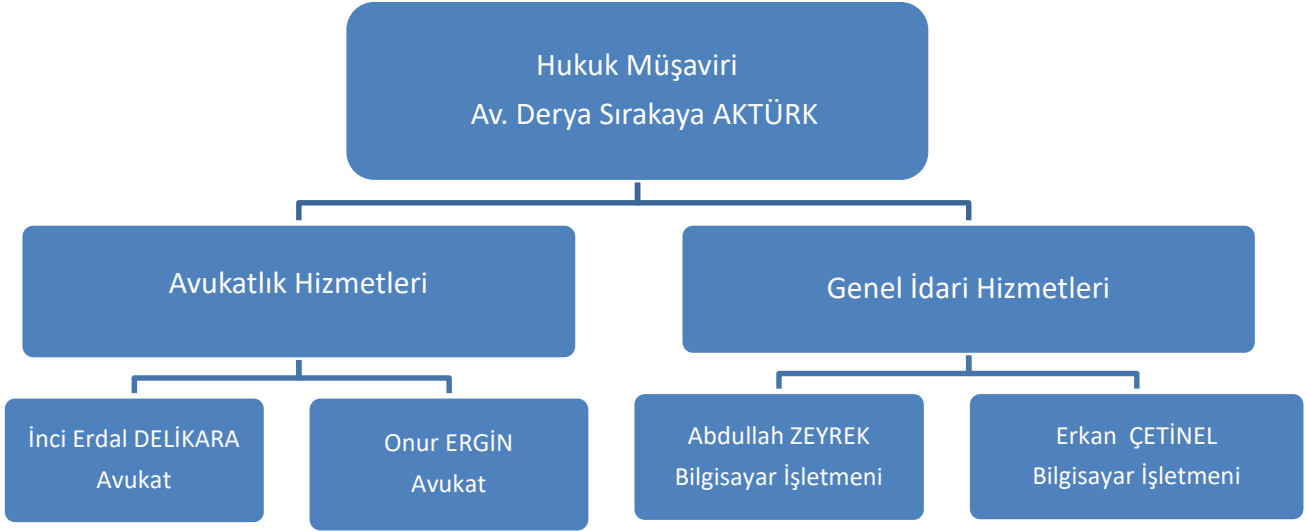 Hukuk Müşaviri
Av. Derya Sırakaya AKTÜRK
Avukatlık Hizmetleri
Genel İdari Hizmetleri
İnci Erdal DELİKARA
Avukat
Onur ERGİN
Avukat
Abdullah ZEYREK
Bilgisayar İşletmeni
Erkan  ÇETİNEL
Bilgisayar İşletmeni